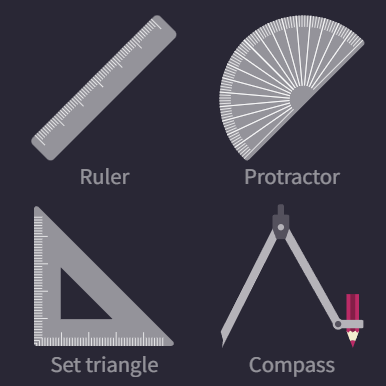 Ruler
Protractor
Set triangle
Compass